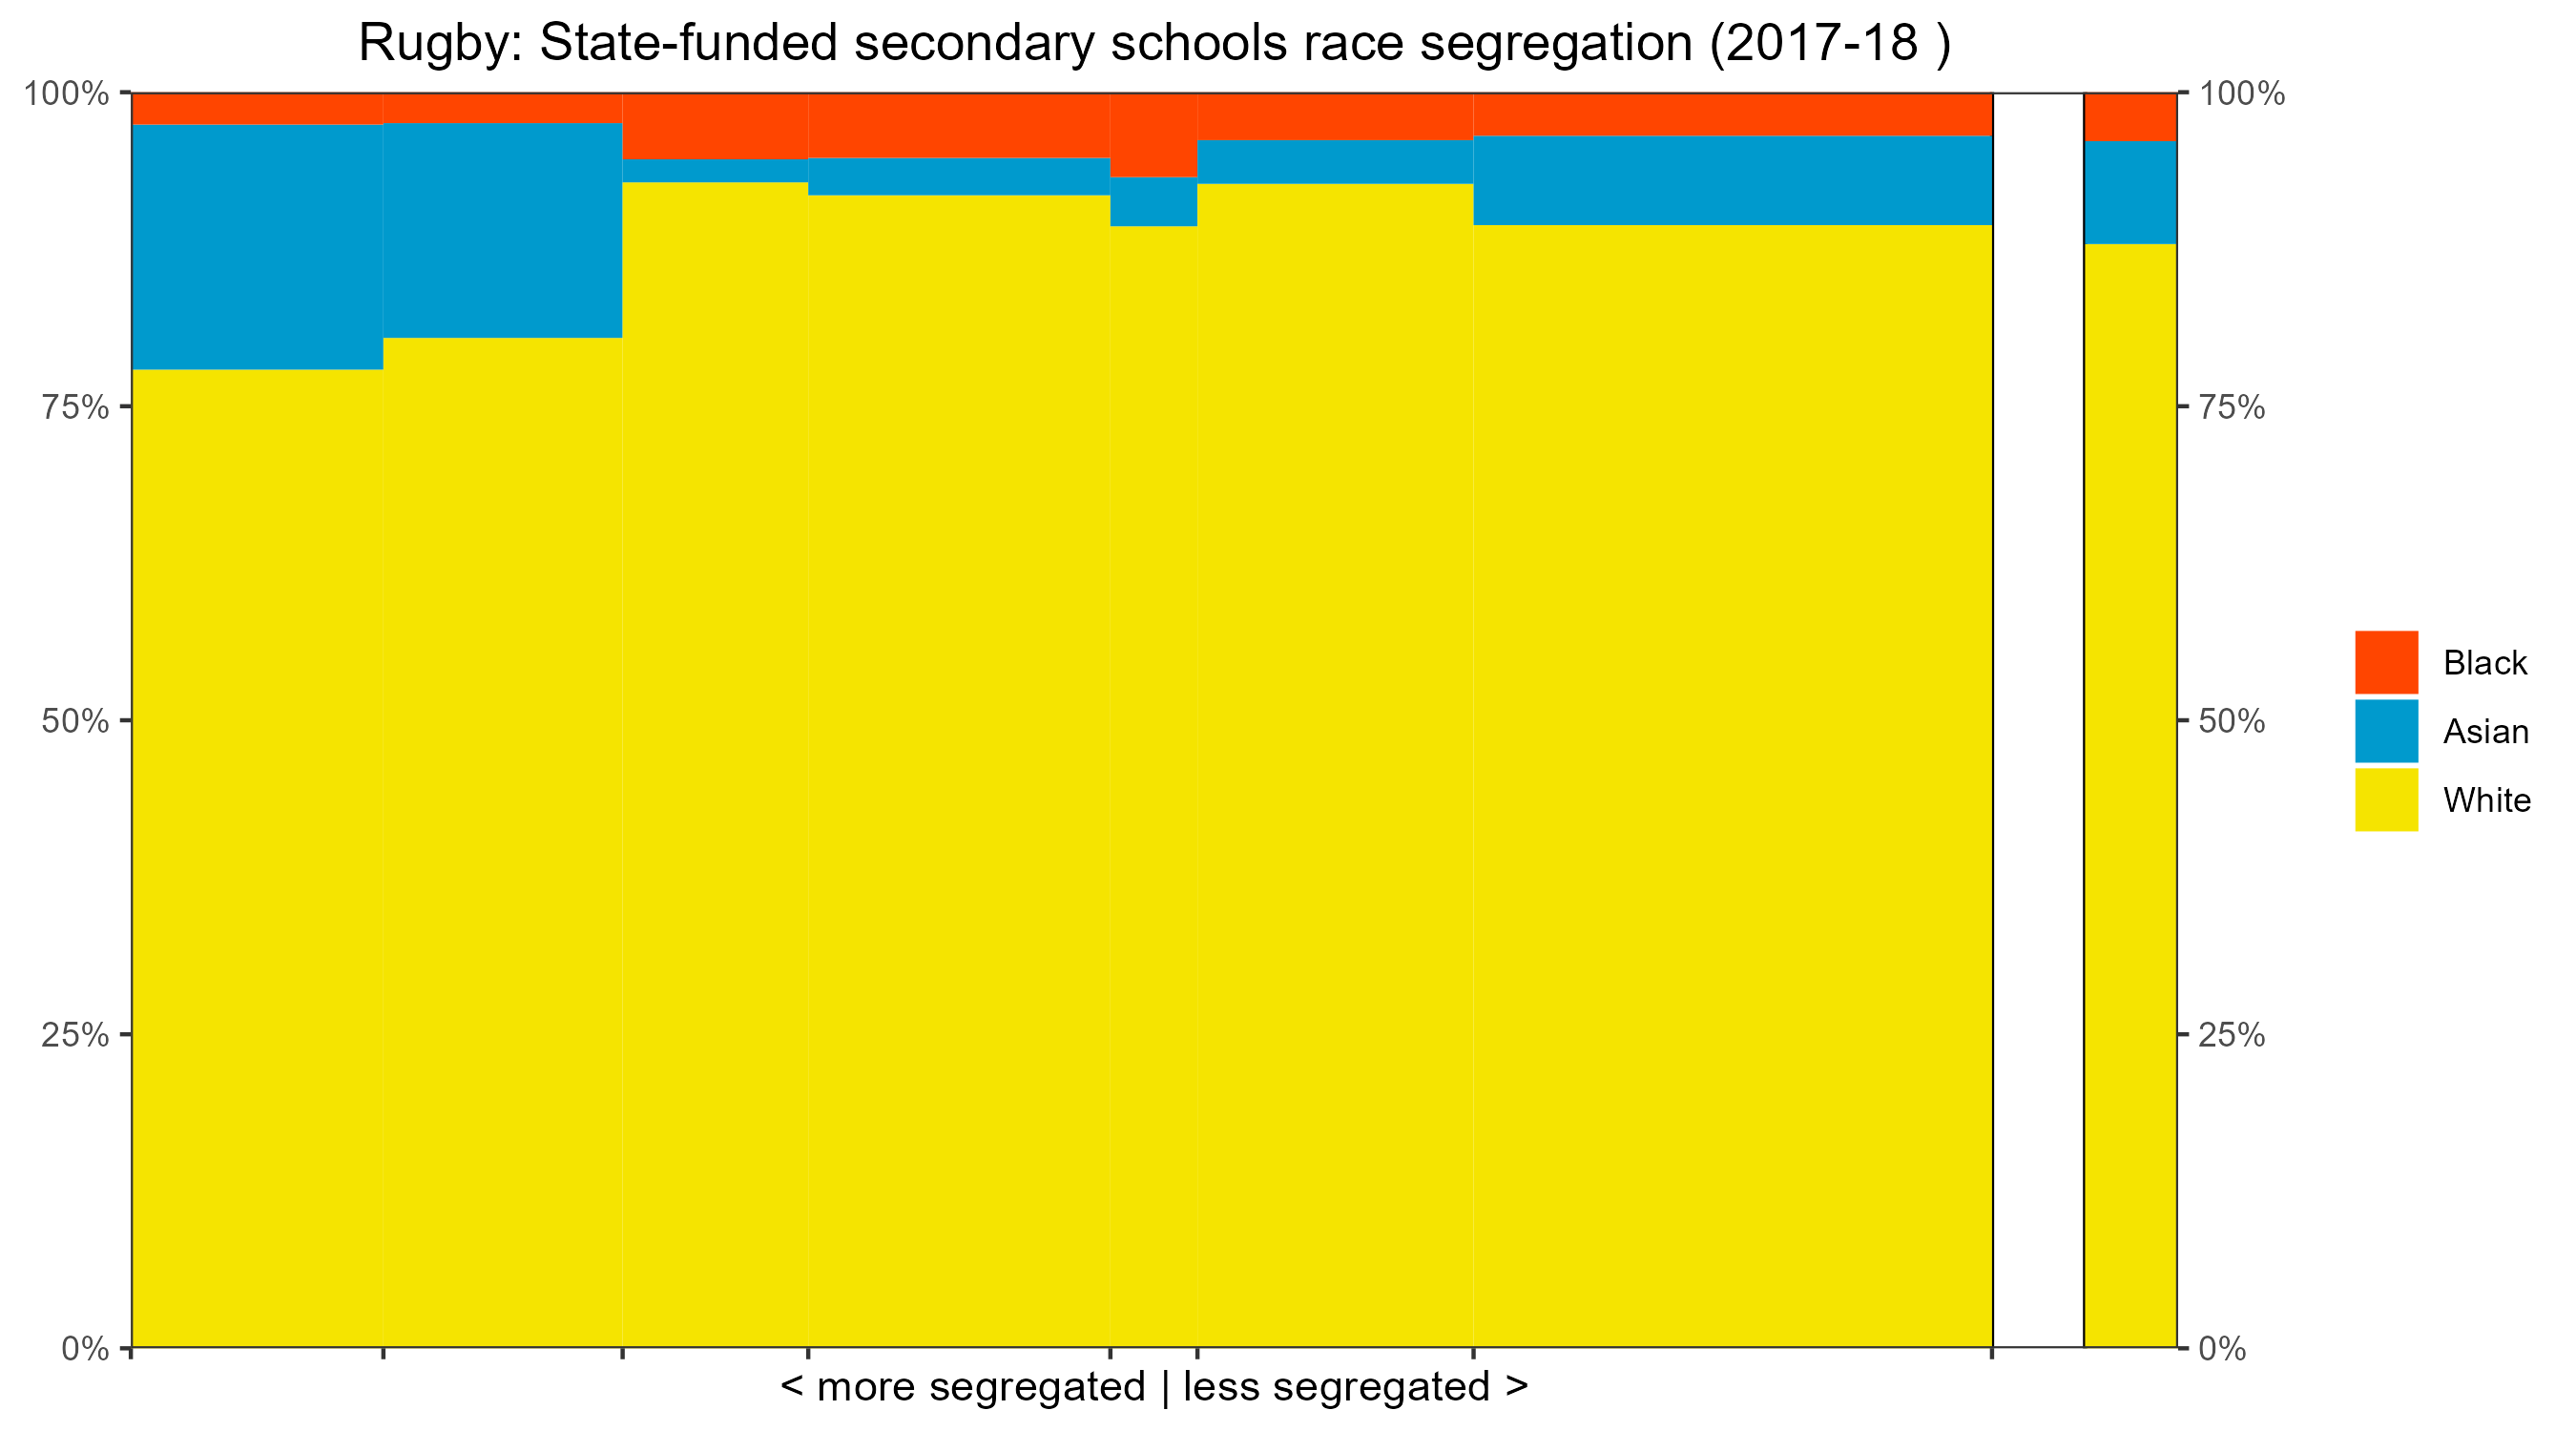 Rugby: State-funded secondary schools race segregation (2017-18 )
100%
75%
50%
25%
0%
100%
75%
50%
25%
0%
Black
Asian
White
< more segregated | less segregated >